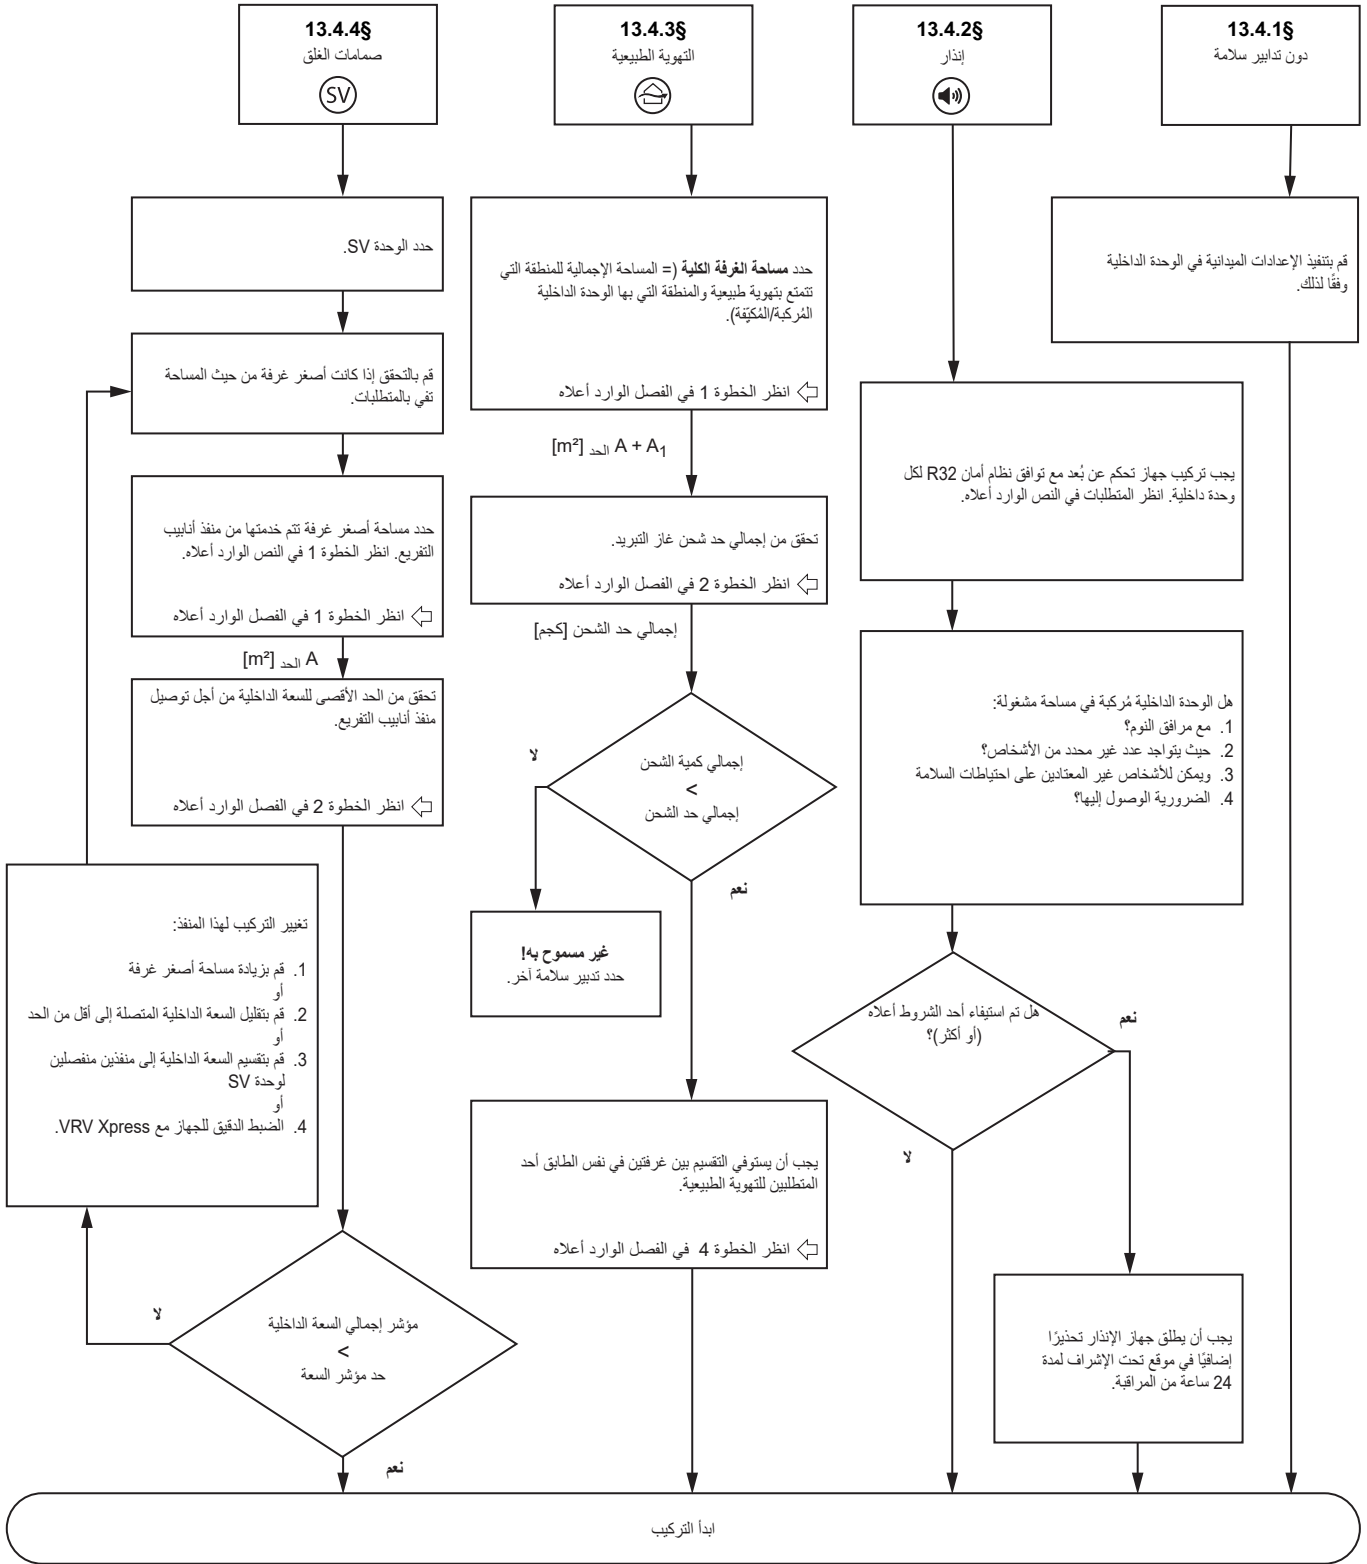 13.4.1§
دون تدابير سلامة
قم بتنفيذ الإعدادات الميدانية في الوحدة الداخلية
وفقًا لذلك.
13.4.2§
إنذار
يجب تركيب جهاز تحكم عن بُعد مع توافق نظام أمان R32 لكل
وحدة داخلية. انظر المتطلبات في النص الوارد أعلاه.
هل الوحدة الداخلية مُركبة في مساحة مشغولة:
1. مع مرافق النوم؟
2. حيث يتواجد عدد غير محدد من الأشخاص؟
3. ويمكن للأشخاص غير المعتادين على احتياطات السلامة
4. الضرورية الوصول إليها؟
هل تم استيفاء أحد الشروط أعلاه
(أو أكثر)؟
نعم
لا
يجب أن يطلق جهاز الإنذار تحذيرًا
إضافيًا في موقع تحت الإشراف لمدة
24 ساعة من المراقبة.
13.4.3§
التهوية الطبيعية
حدد مساحة الغرفة الكلية (= المساحة الإجمالية للمنطقة التي
تتمتع بتهوية طبيعية والمنطقة التي بها الوحدة الداخلية
المُركبة/المُكيّفة).
انظر الخطوة 1 في الفصل الوارد أعلاه
A + A1 الحد [m²]
تحقق من إجمالي حد شحن غاز التبريد.
انظر الخطوة 2 في الفصل الوارد أعلاه
إجمالي حد الشحن [كجم]
إجمالي كمية الشحن
<
إجمالي حد الشحن
لا
نعم
غير مسموح به!
حدد تدبير سلامة آخر.
يجب أن يستوفي التقسيم بين غرفتين في نفس الطابق أحد
المتطلبين للتهوية الطبيعية.
انظر الخطوة 4 في الفصل الوارد أعلاه
13.4.4§
صمامات الغلق
SV
حدد الوحدة SV.
قم بالتحقق إذا كانت أصغر غرفة من حيث المساحة
تفي بالمتطلبات.
حدد مساحة أصغر غرفة تتم خدمتها من منفذ أنابيب
التفريع. انظر الخطوة 1 في النص الوارد أعلاه.
انظر الخطوة 1 في الفصل الوارد أعلاه
A الحد [m²]
تحقق من الحد الأقصى للسعة الداخلية من أجل توصيل
منفذ أنابيب التفريع.
انظر الخطوة 2 في الفصل الوارد أعلاه
تغيير التركيب لهذا المنفذ:
1. قم بزيادة مساحة أصغر غرفة
أو
2. قم بتقليل السعة الداخلية المتصلة إلى أقل من الحد
أو
3. قم بتقسيم السعة الداخلية إلى منفذين منفصلين
لوحدة SV
أو
4. الضبط الدقيق للجهاز مع VRV Xpress.
مؤشر إجمالي السعة الداخلية
<
حد مؤشر السعة
لا
نعم
ابدأ التركيب